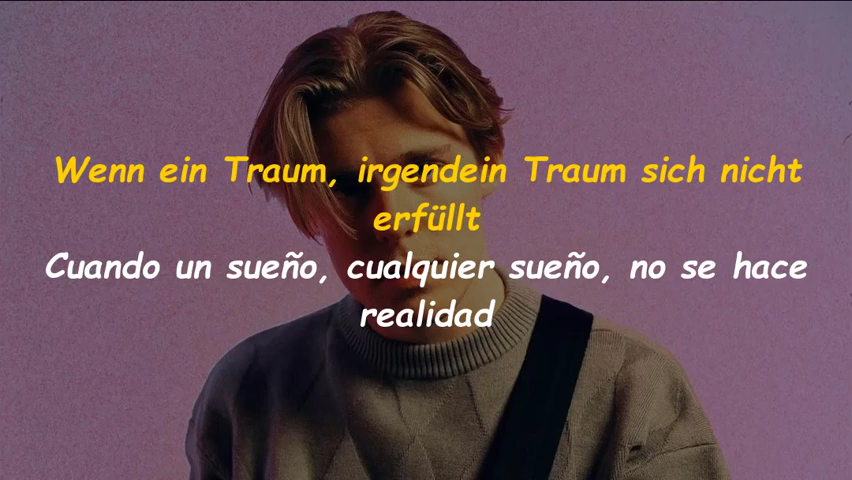 Wenn ein Traum, irgendein Traum sich nicht
erfüllt
Cuando un sueño, cualquier sueño, no se hace
realidad